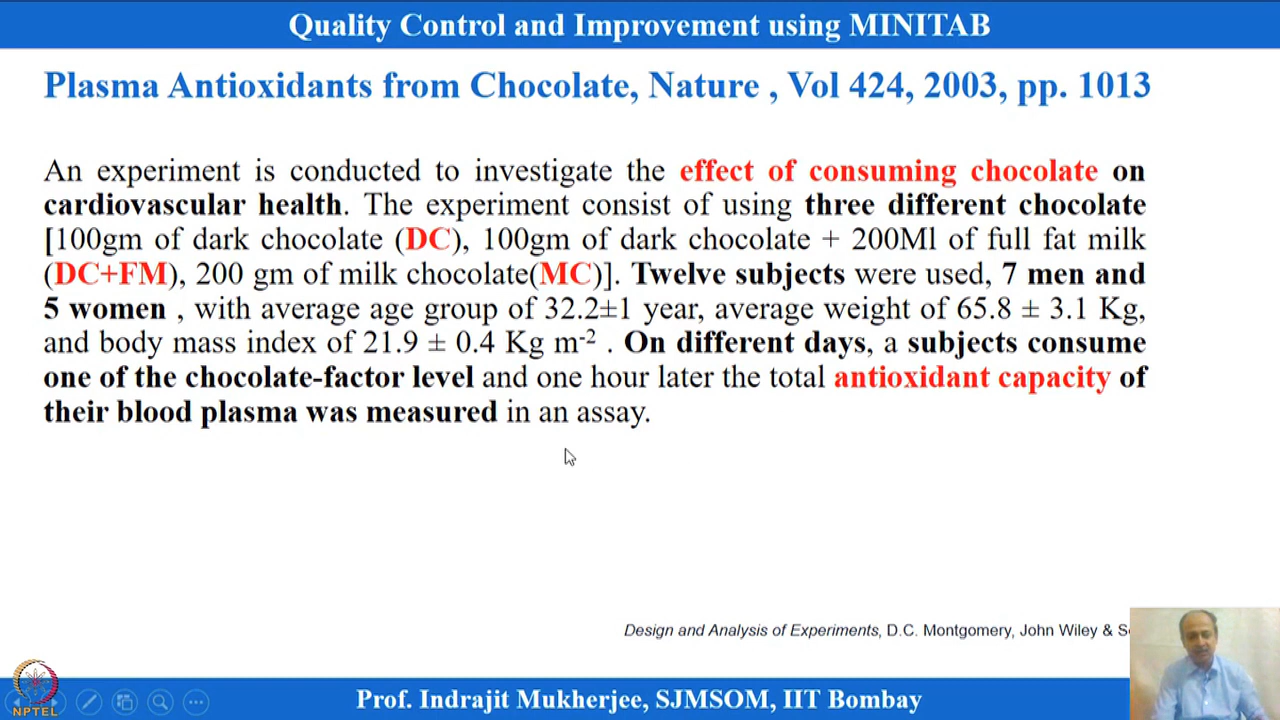 Quality Control and Improvement using MINITAB
Plasma Antioxidants from Chocolate, Nature , Vol 424, 2003, pp. 1013
An experiment is conducted to investigate the effect of consuming chocolate on
cardiovascular health. The experiment consist of using three different chocolate
[100gm of dark chocolate (DC), 100gm of dark chocolate + 200Ml of full fat milk
(DC+FM), 200 gm of milk chocolate(MC)]. Twelve subjects were used, 7 men and
5 women , with average age group of 32.2±1 year, average weight of 65.8 ± 3.1 Kg,
and body mass index of 21.9 ± 0.4 Kg m-2 . On different days, a subjects consume
one of the chocolate-factor level and one hour later the total antioxidant capacity of
their blood plasma was measured in an assay.
Design and Analysis of Experiments, D.C. Montgomery, John Wiley &
NPTEL
Prof. Indrajit Mukherjee, SJMSOM, IIT Bombay